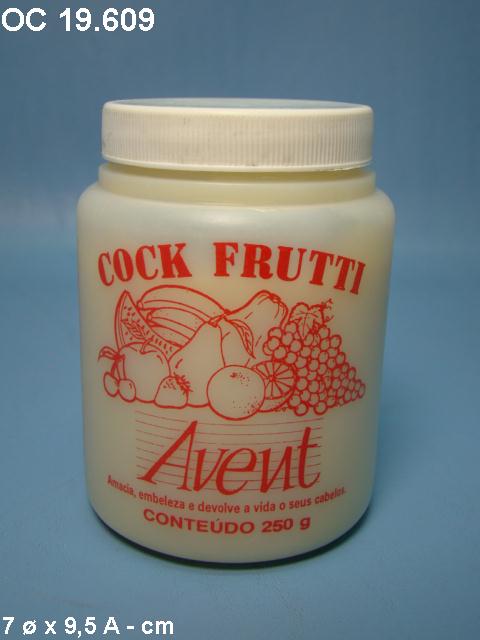 OC 19.609
COCK FRUTTI
Avent
Amacia, embeleza e devolve a vida o seus cabelos.
CONTEÚDO 250 g
7 ø x 9,5 A - cm